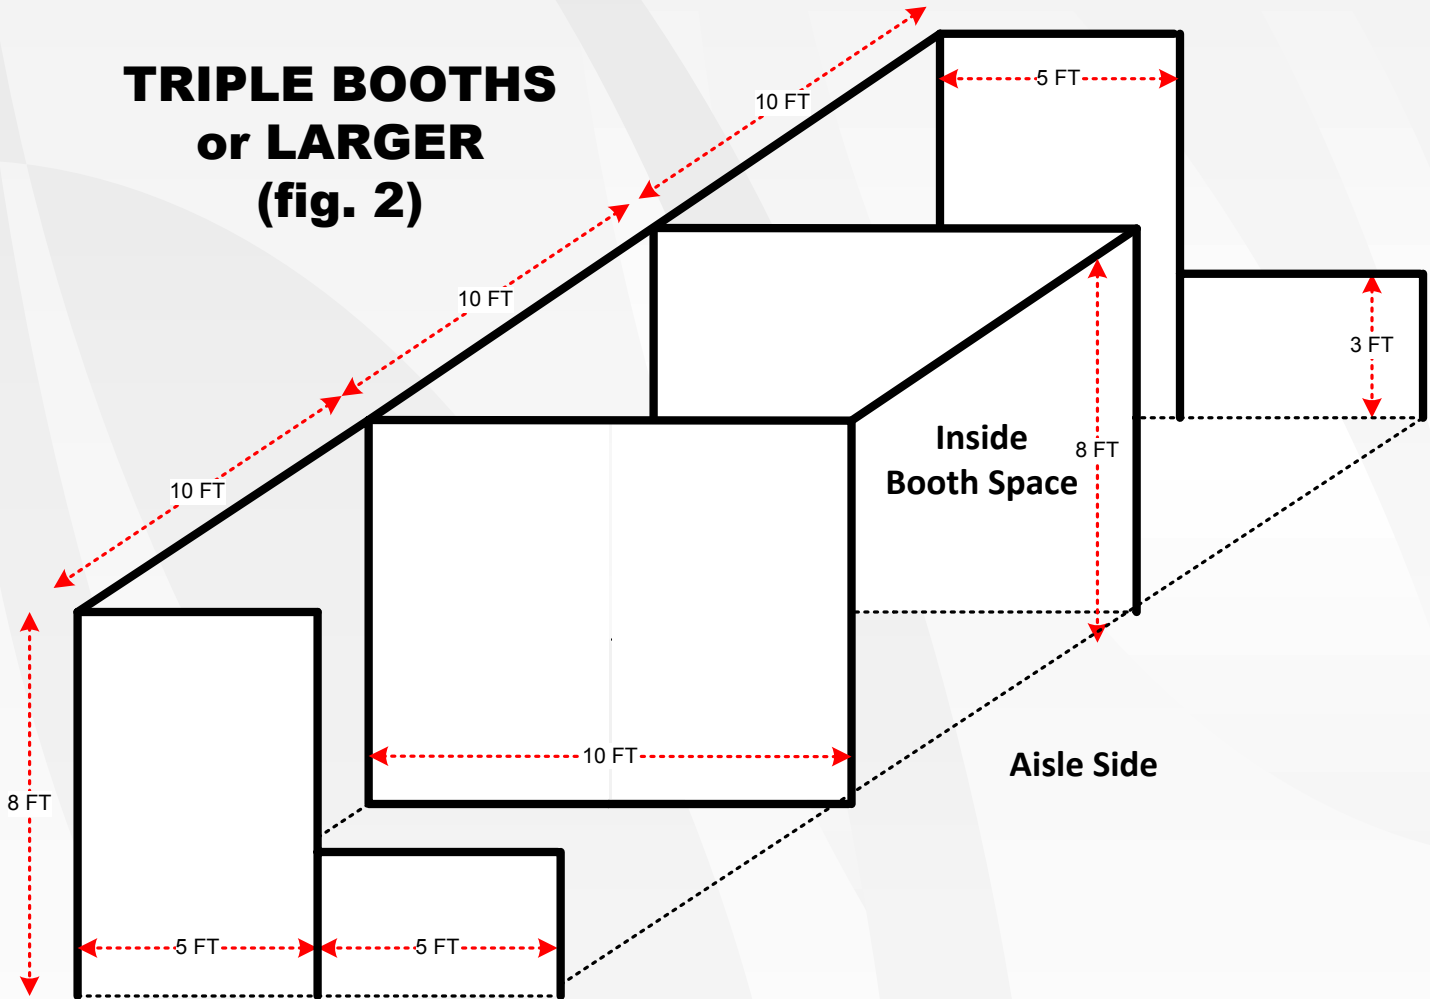 TRIPLE BOOTHS
or LARGER
(fig. 2)
10 FT
5 FT
10 FT
3 FT
10 FT
Inside
Booth Space
8 FT
10 FT
Aisle Side
8 FT
5 FT
5 FT